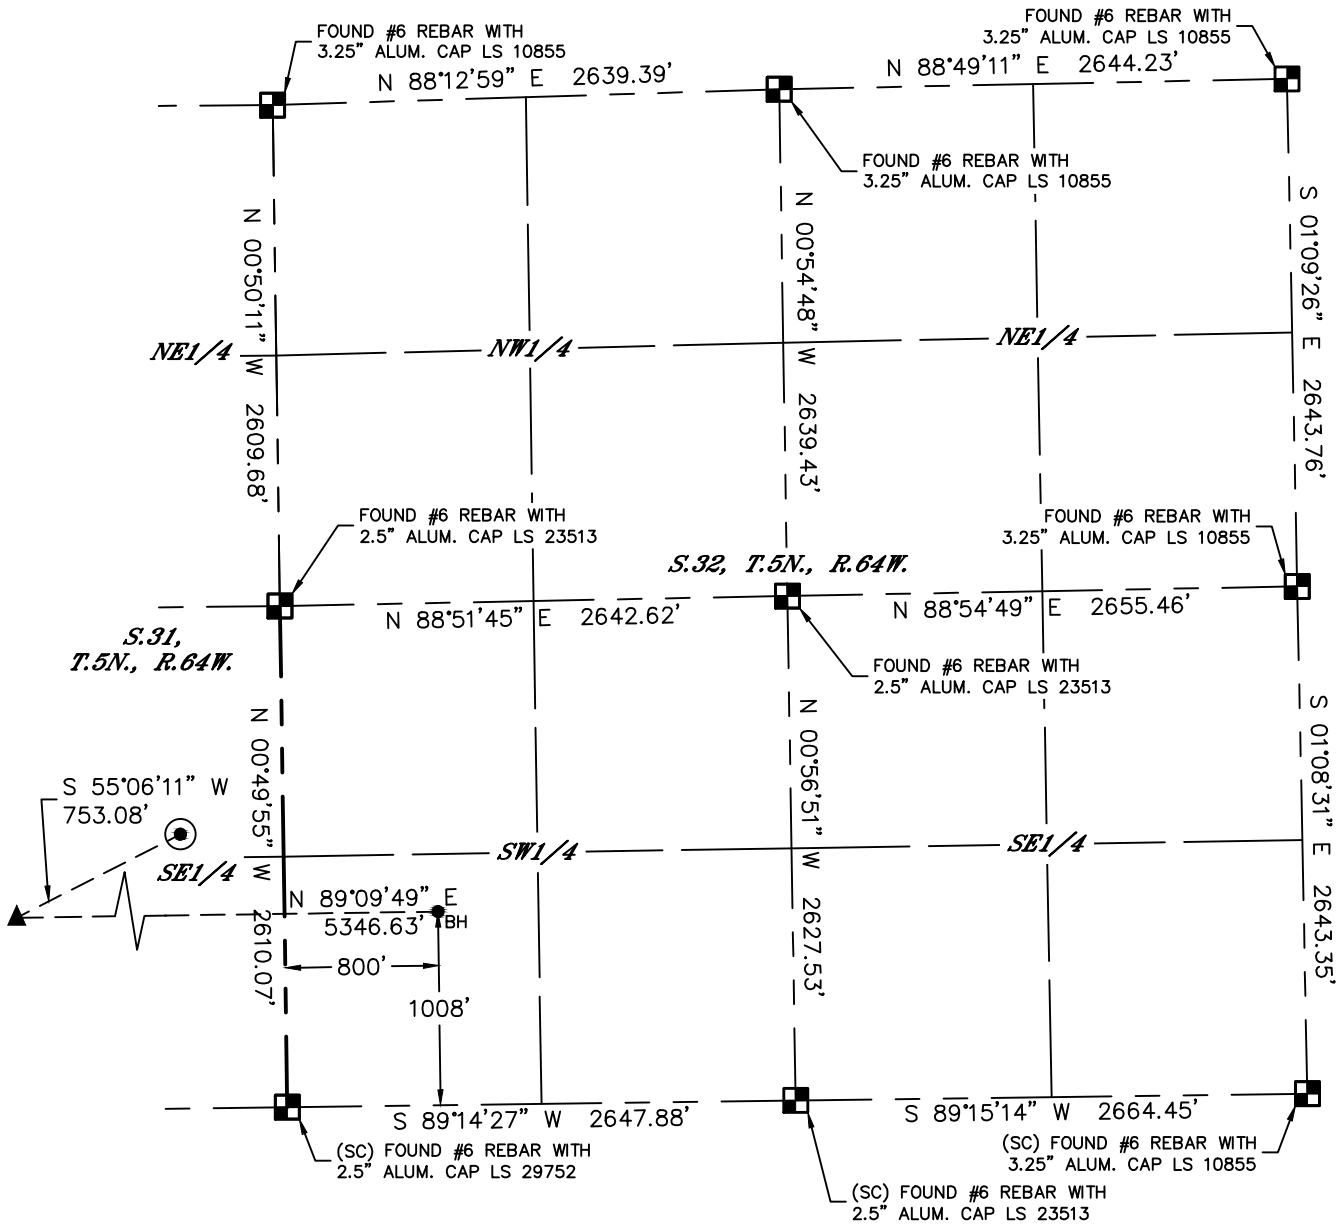 FOUND #6 REBAR WITH
3.25" ALUM. CAP LS 10855
FOUND #6 REBAR WITH
3.25" ALUM. CAP LS 10855
N 88°12'59" E 2639.39'
N 88°49'11" E 2644.23'
FOUND #6 REBAR WITH
3.25" ALUM. CAP LS 10855
N 00°50'11" W 2609.68'
N 00°54'48" W 2639.43'
S 01°09'26" E 2643.76'
NE1/4
NW1/4
NE1/4
FOUND #6 REBAR WITH
2.5" ALUM. CAP LS 23513
FOUND #6 REBAR WITH
3.25" ALUM. CAP LS 10855
S.32, T.5N., R.64W.
N 88°51'45" E 2642.62'
N 88°54'49" E 2655.46'
S.31,
T.5N., R.64W.
FOUND #6 REBAR WITH
2.5" ALUM. CAP LS 23513
N 00°49'55" W 2610.07'
N 00°56'51" W 2627.53'
S 01°08'31" E 2643.35'
S 55°06'11" W
753.08'
SE1/4
SW1/4
SE1/4
N 89°09'49" E
5346.63'
BH
800'
1008'
S 89°14'27" W 2647.88'
S 89°15'14" W 2664.45'
(SC) FOUND #6 REBAR WITH
2.5" ALUM. CAP LS 29752
(SC) FOUND #6 REBAR WITH
3.25" ALUM. CAP LS 10855
(SC) FOUND #6 REBAR WITH
2.5" ALUM. CAP LS 23513